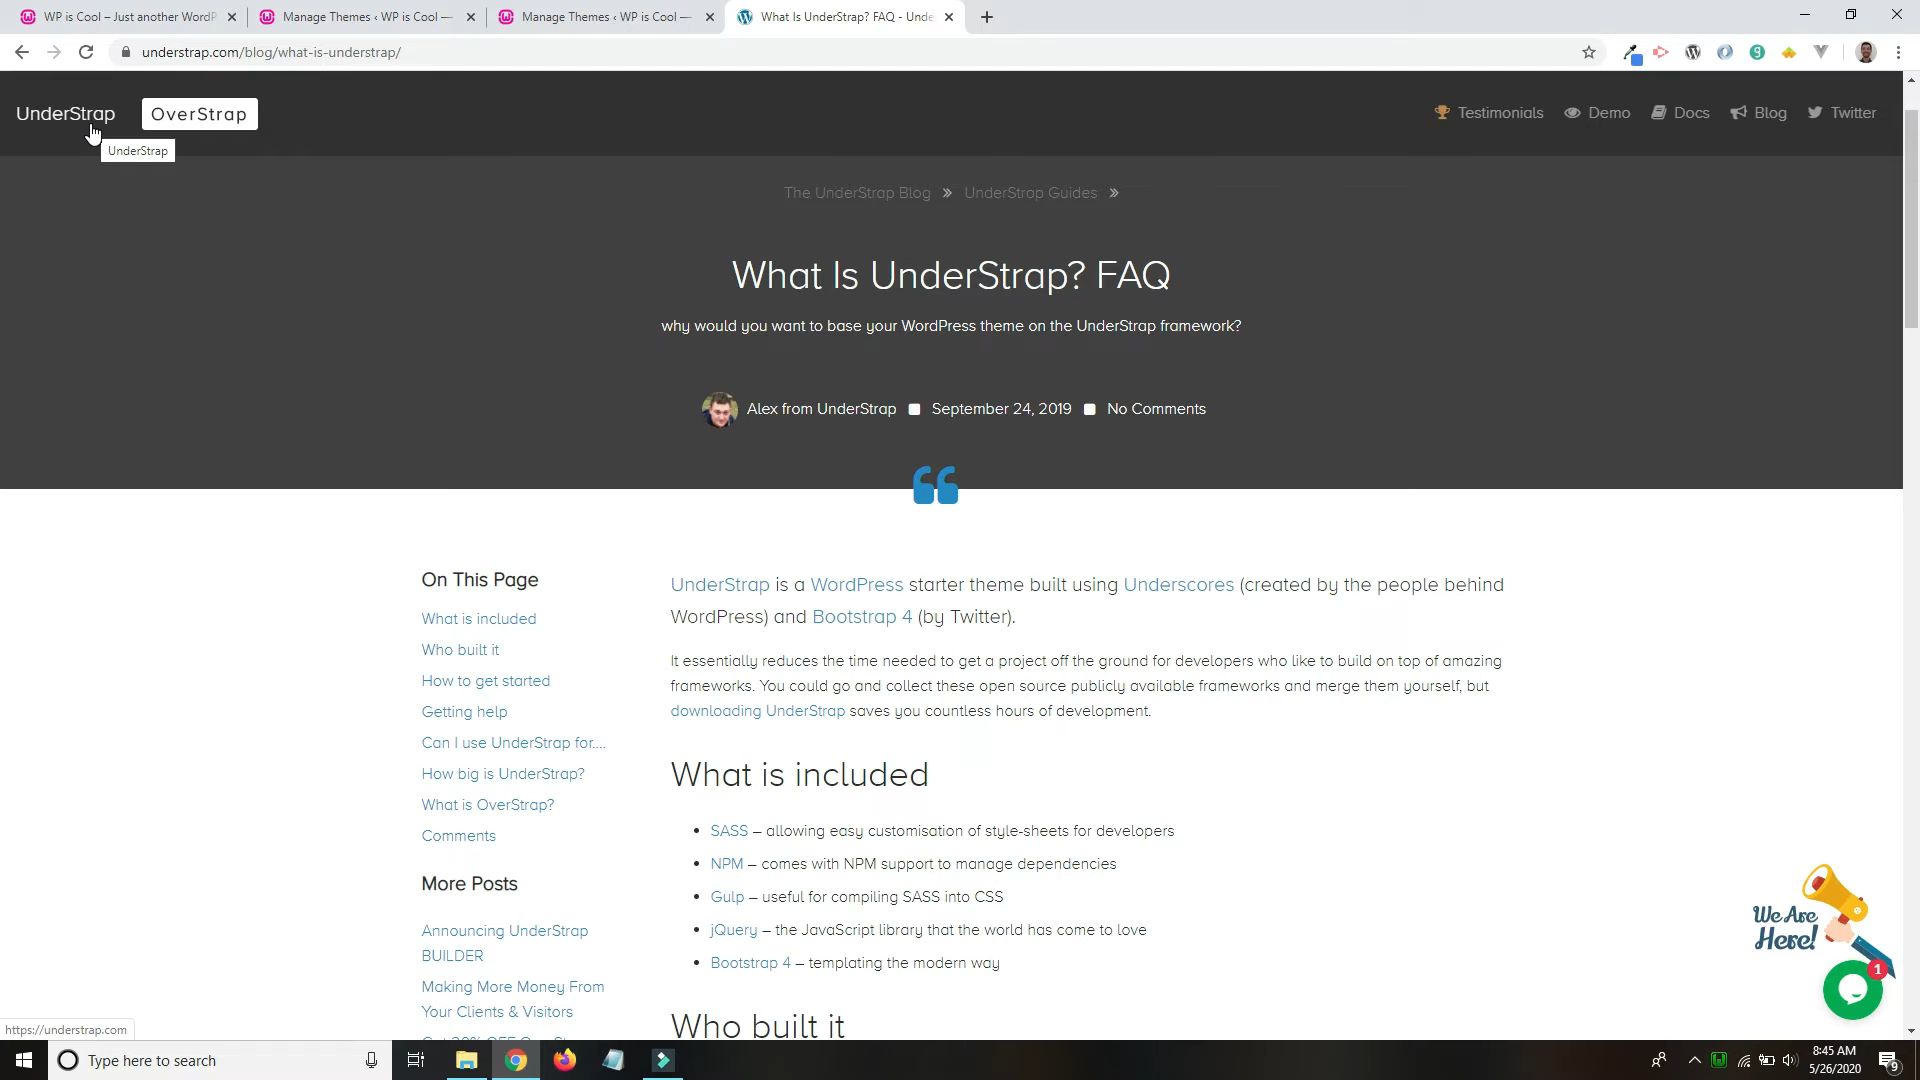 WP is Cool – Just another WordP
Manage Themes ‹ WP is Cool —
Manage Themes ‹ WP is Cool —
What Is UnderStrap? FAQ - Unde
understrap.com/blog/what-is-understrap/
UnderStrap
OverStrap
Testimonials
Demo
Docs
Blog
Twitter
UnderStrap
The UnderStrap Blog » UnderStrap Guides »
What Is UnderStrap? FAQ
why would you want to base your WordPress theme on the UnderStrap framework?
Alex from UnderStrap
September 24, 2019
No Comments
On This Page
What is included
Who built it
How to get started
Getting help
Can I use UnderStrap for....
How big is UnderStrap?
What is OverStrap?
Comments
More Posts
Announcing UnderStrap
BUILDER
Making More Money From
Your Clients & Visitors
UnderStrap is a WordPress starter theme built using Underscores (created by the people behind
WordPress) and Bootstrap 4 (by Twitter).
It essentially reduces the time needed to get a project off the ground for developers who like to build on top of amazing
frameworks. You could go and collect these open source publicly available frameworks and merge them yourself, but
downloading UnderStrap saves you countless hours of development.
What is included
• SASS – allowing easy customisation of style-sheets for developers
• NPM – comes with NPM support to manage dependencies
• Gulp – useful for compiling SASS into CSS
• jQuery – the JavaScript library that the world has come to love
• Bootstrap 4 – templating the modern way
Who built it
We Are
Here!
1
https://understrap.com
Type here to search
8:45 AM
5/26/2020
9